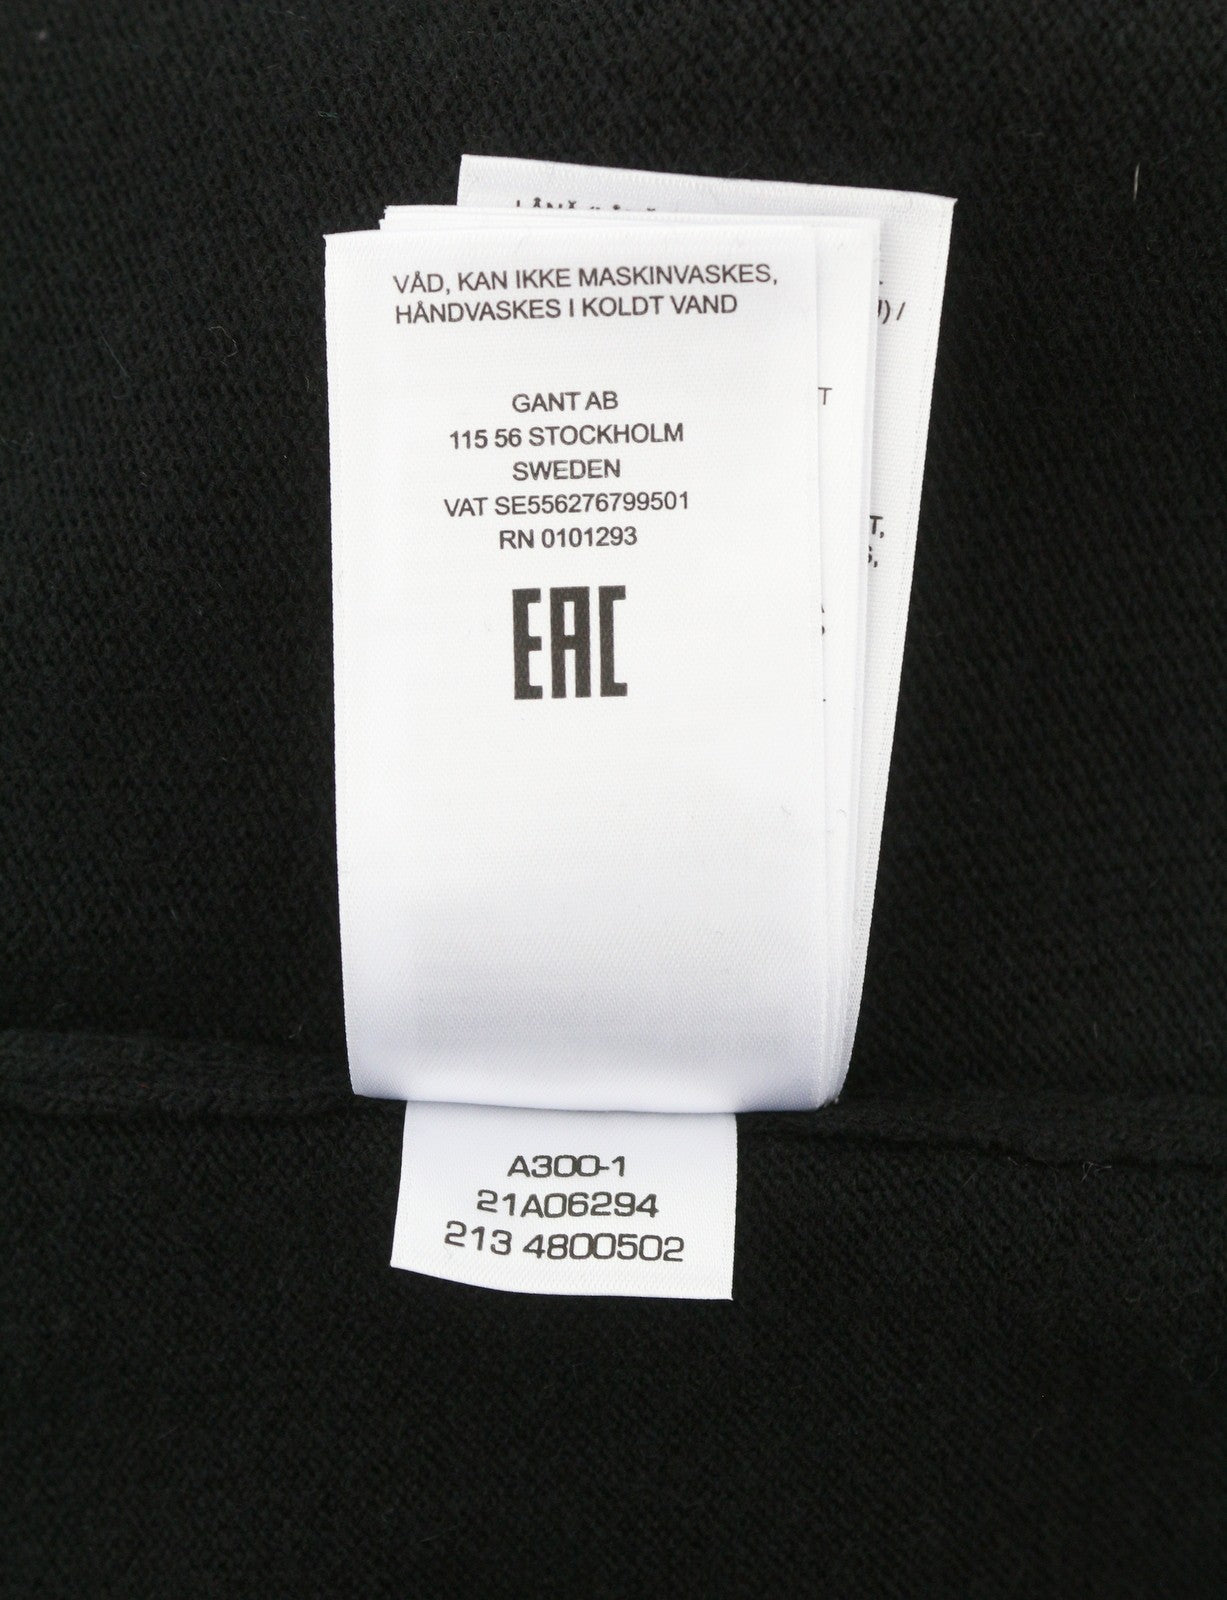 VÅD, KAN IKKE MASKINVASKES,
HÅNDVASKES I KOLDT VAND
GANT AB
115 56 STOCKHOLM
SWEDEN
VAT SE556276799501
RN 0101293
EAC
A300-1
21A06294
213 4800502